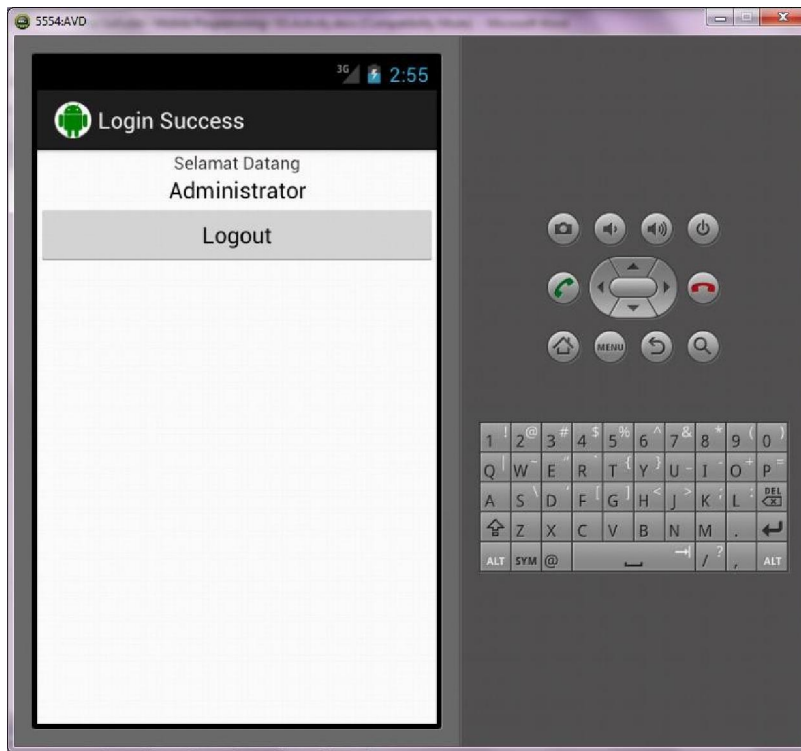 5554:AVD
3G 2:55
Login Success
Selamat Datang
Administrator
Logout
MENU
1 ! 2 @ 3 # 4 $ 5 % 6 ^ 7 & 8 * 9 ( 0 )
Q | W ~ E " R ` T { Y } U - I O + P =
A S \ D ' F [ G ] H < J > K ; L : DEL
Z X C V B N M .
ALT SYM @ / ? , ALT